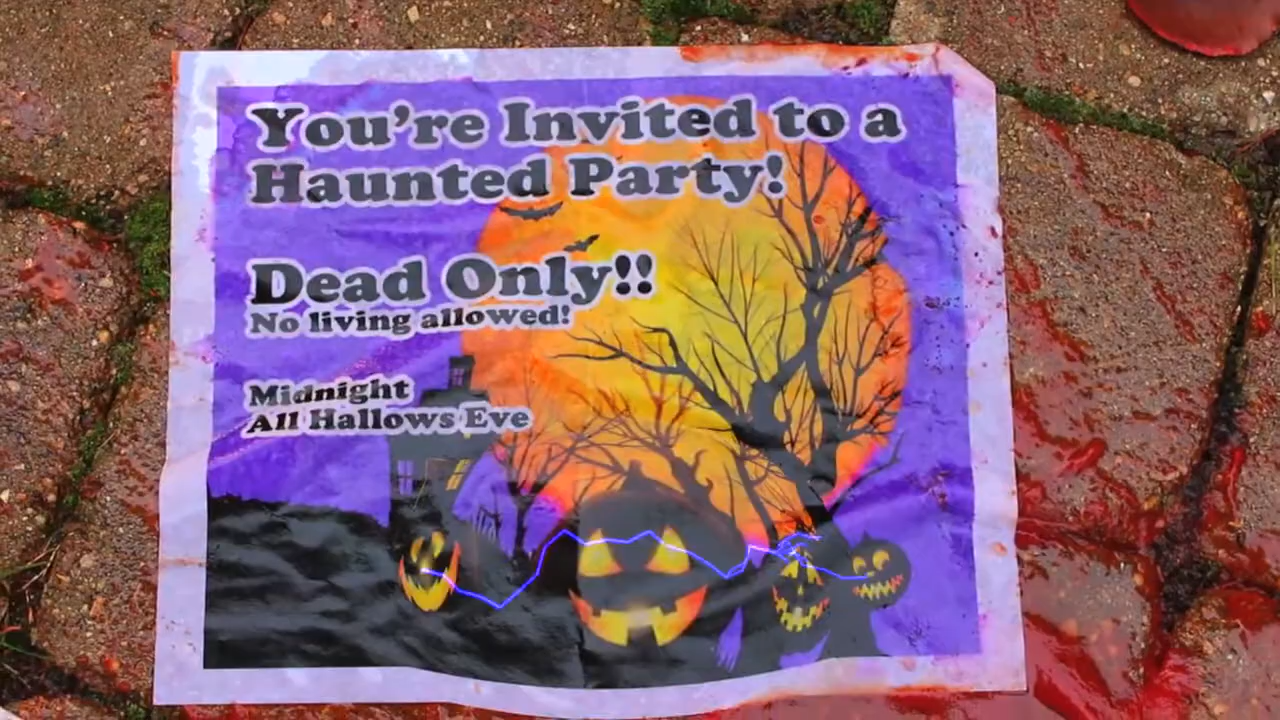 You're Invited to a
Haunted Party!
Dead Only!!
No living allowed!
Midnight
All Hallows Eve